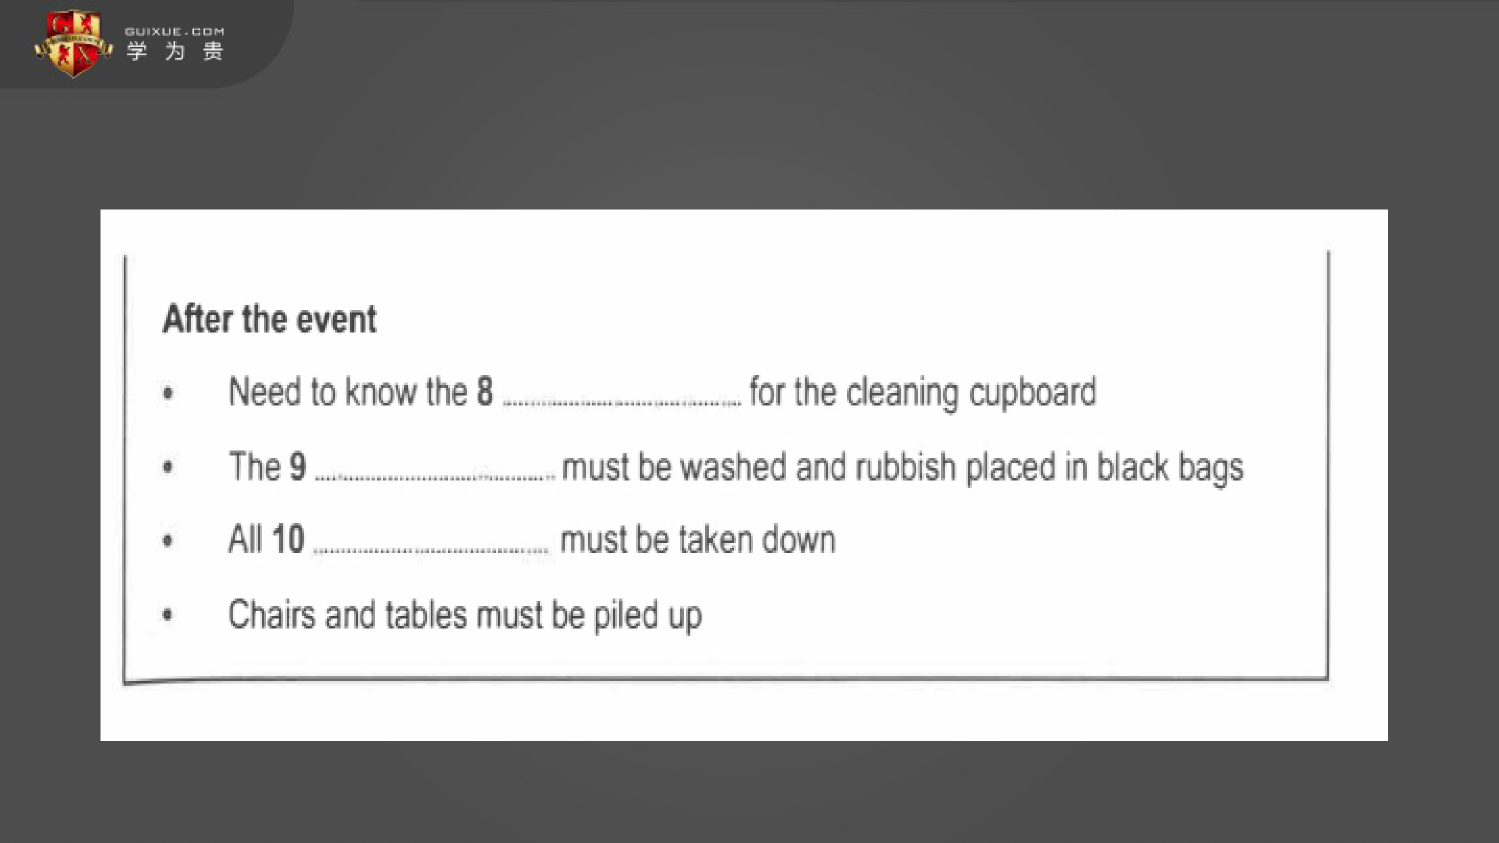 GUIXUE.COM
学为贵
After the event
• Need to know the 8 ........................ for the cleaning cupboard
• The 9 ........................ must be washed and rubbish placed in black bags
• All 10 ........................ must be taken down
• Chairs and tables must be piled up